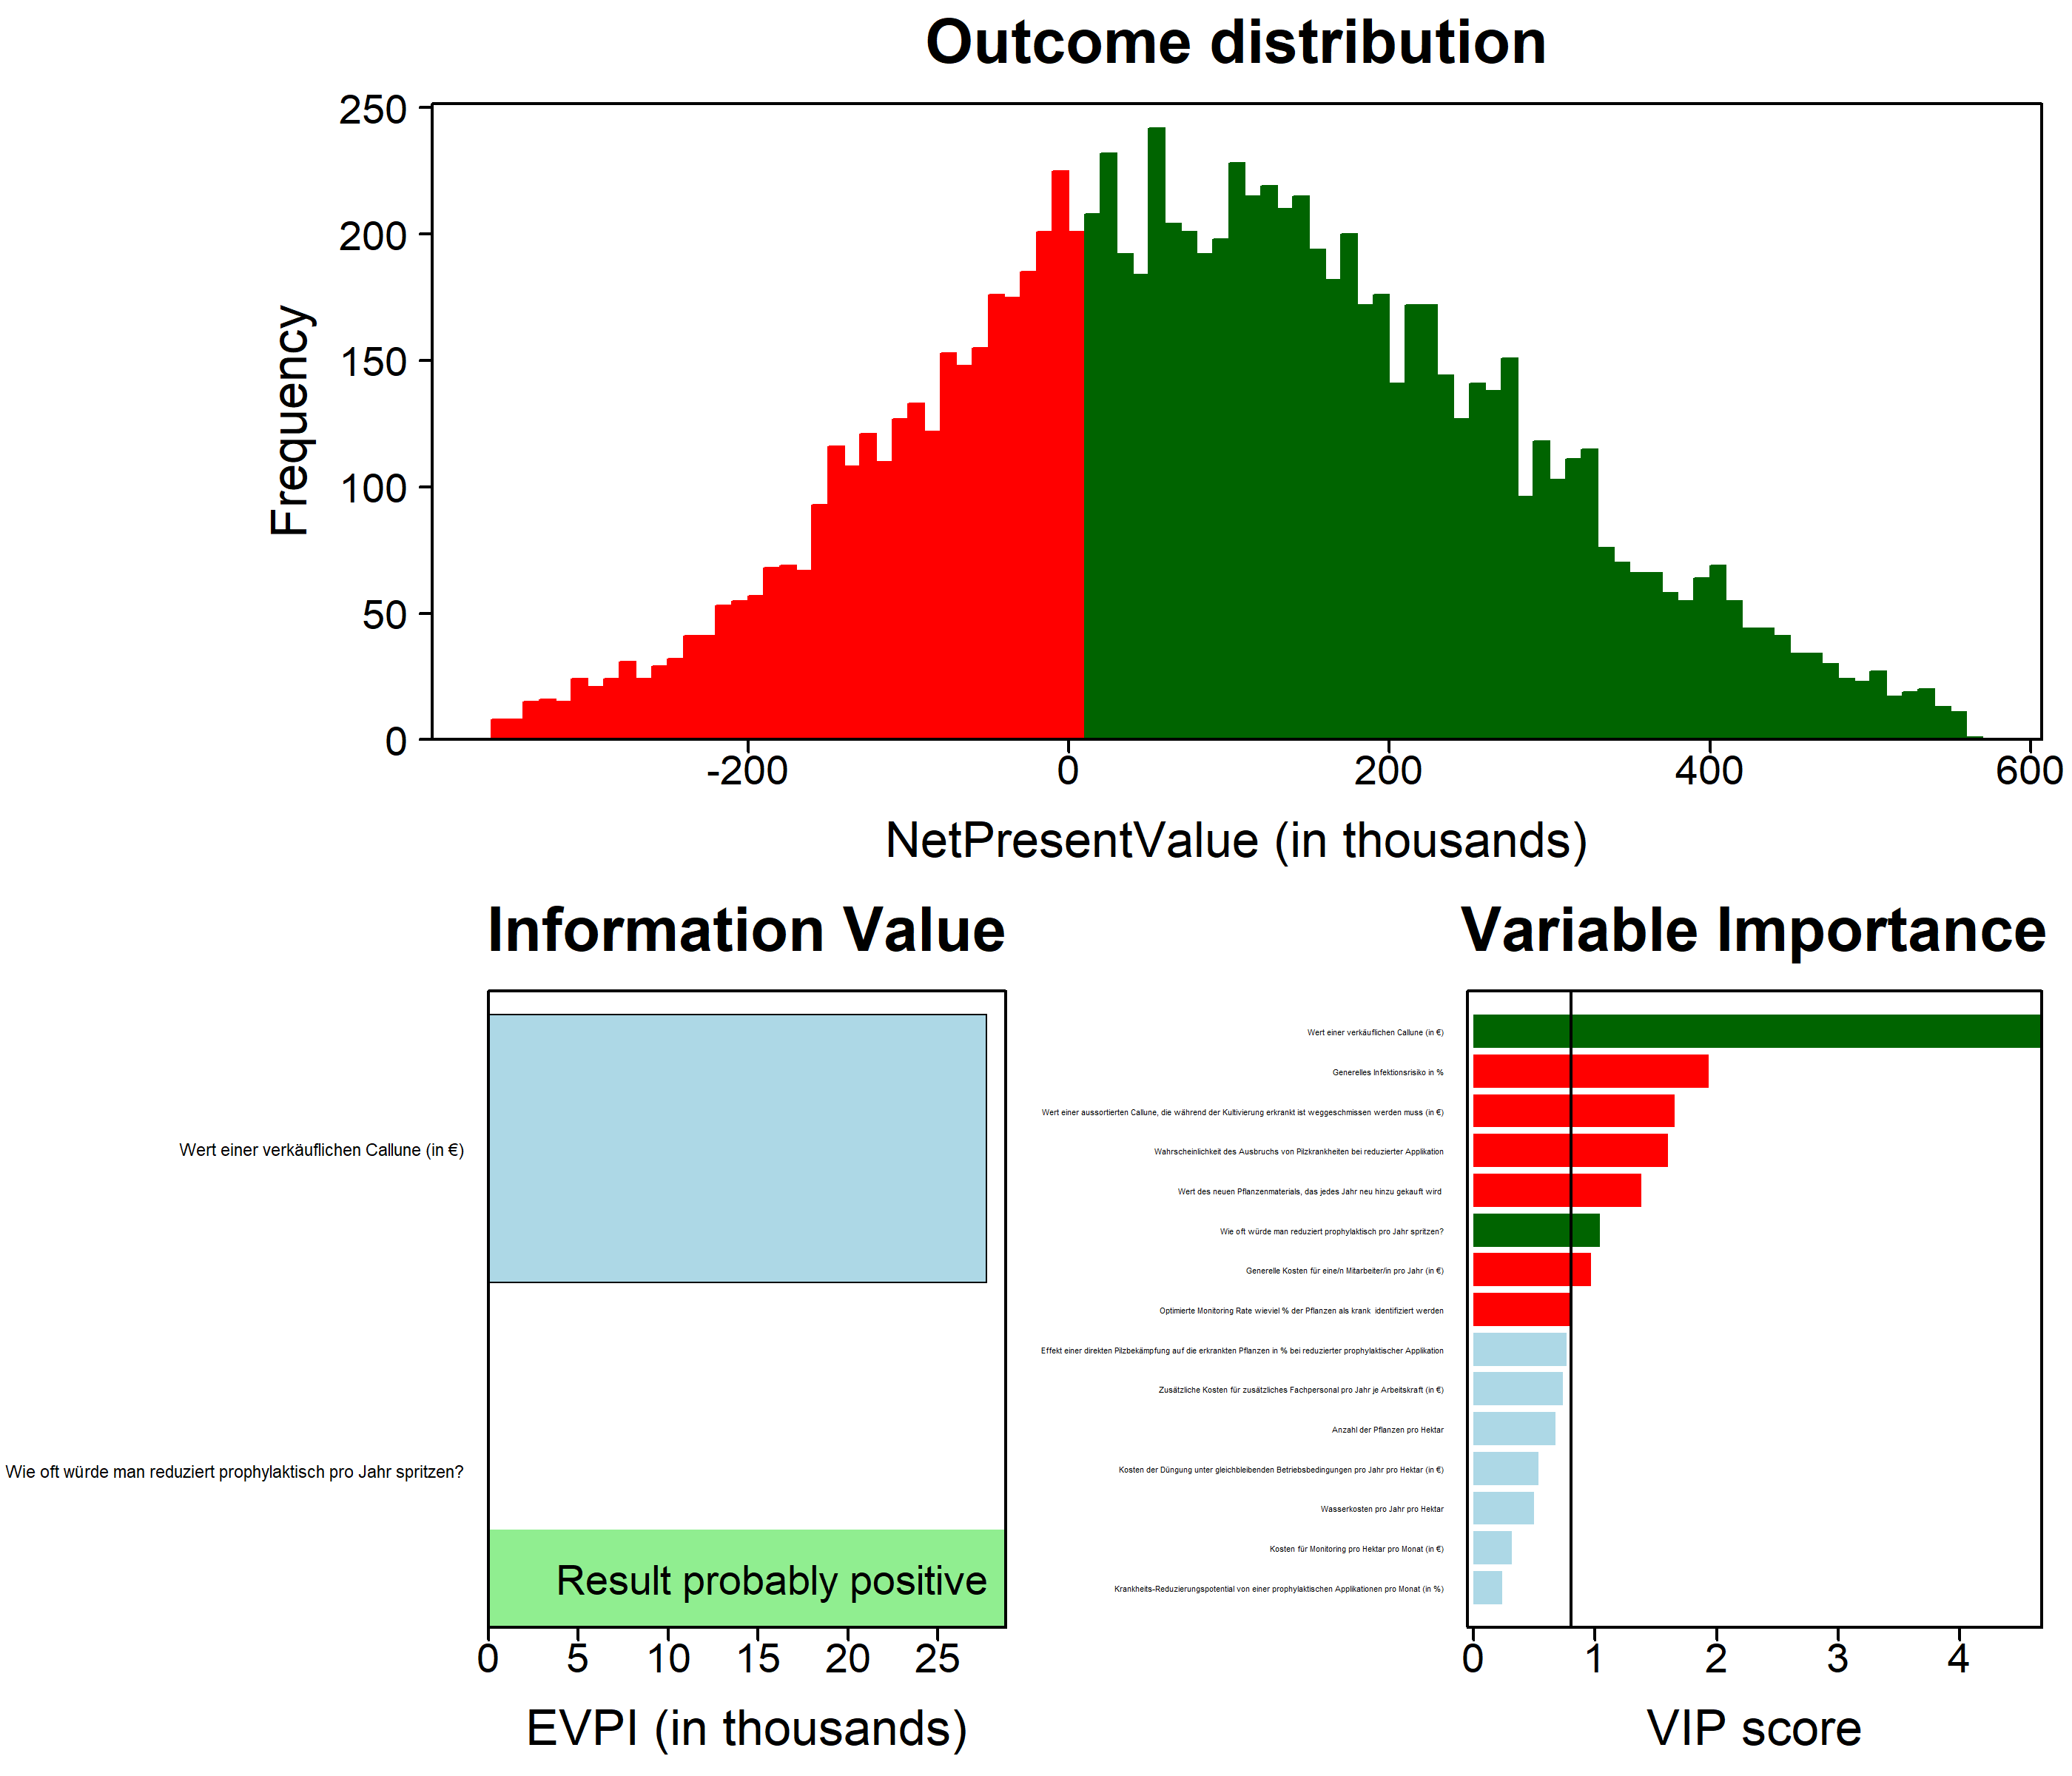 Outcome distribution
250
200
150
100
50
0
Frequency
-200 0 200 400 600
NetPresentValue (in thousands)
Information Value
Wert einer verkäuflichen Callune (in €)
Wie oft würde man reduziert prophylaktisch pro Jahr spritzen?
Result probably positive
0 5 10 15 20 25
EVPI (in thousands)
Variable Importance
Wert einer verkäuflichen Callune (in €)
Generelles Infektionsrisiko in %
Wert einer aussortierten Callune, die während der Kultivierung erkrankt ist weggeschmissen werden muss (in €)
Wahrscheinlichkeit des Ausbruchs von Pilzkrankheiten bei reduzierter Applikation
Wert des neuen Pflanzenmaterials, das jedes Jahr neu hinzu gekauft wird
Wie oft würde man reduziert prophylaktisch pro Jahr spritzen?
Generelle Kosten für eine/n Mitarbeiter/in pro Jahr (in €)
Optimierte Monitoring Rate wieviel % der Pflanzen als krank identifiziert werden
Effekt einer direkten Pilzbekämpfung auf die erkrankten Pflanzen in % bei reduzierter prophylaktischer Applikation
Zusätzliche Kosten für zusätzliches Fachpersonal pro Jahr je Arbeitskraft (in €)
Anzahl der Pflanzen pro Hektar
Kosten der Düngung unter gleichbleibenden Betriebsbedingungen pro Jahr pro Hektar (in €)
Wasserkosten pro Jahr pro Hektar
Kosten für Monitoring pro Hektar pro Monat (in €)
Krankheits-Reduzierungspotential von einer prophylaktischen Applikationen pro Monat (in %)
0 1 2 3 4
VIP score